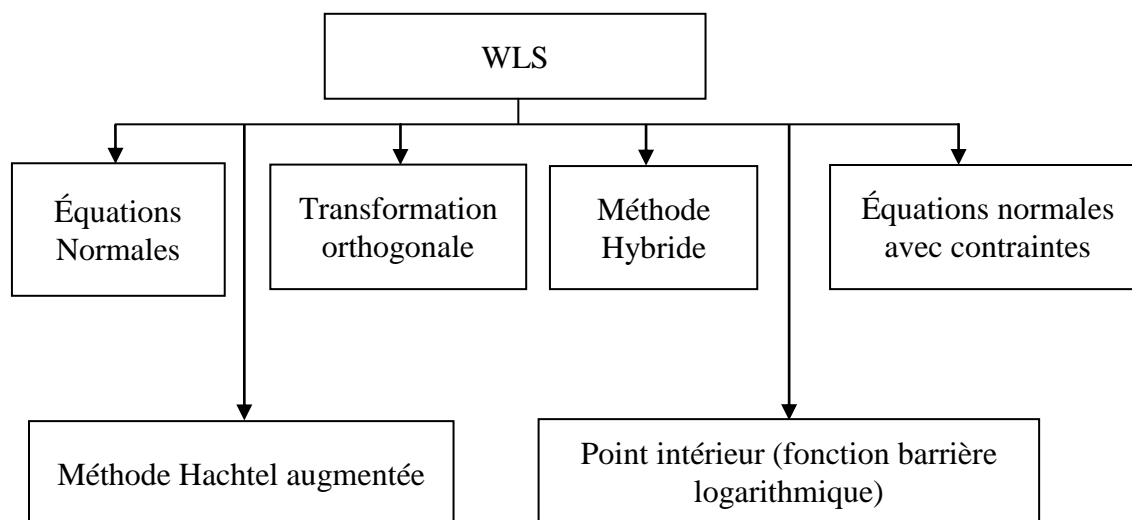 WLS
Équations
Normales
Transformation
orthogonale
Méthode
Hybride
Équations normales
avec contraintes
Méthode Hachtel augmentée
Point intérieur (fonction barrière
logarithmique)